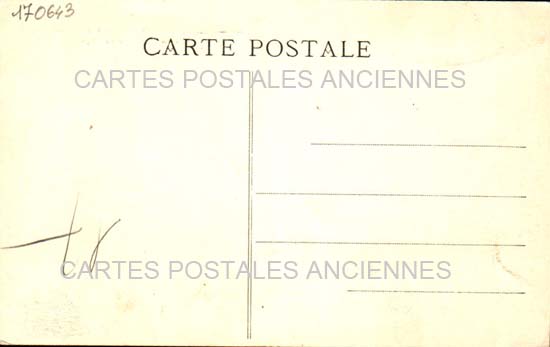 170643
CARTE POSTALE
CARTES POSTALES ANCIENNES
CARTES POSTALES ANCIENNES